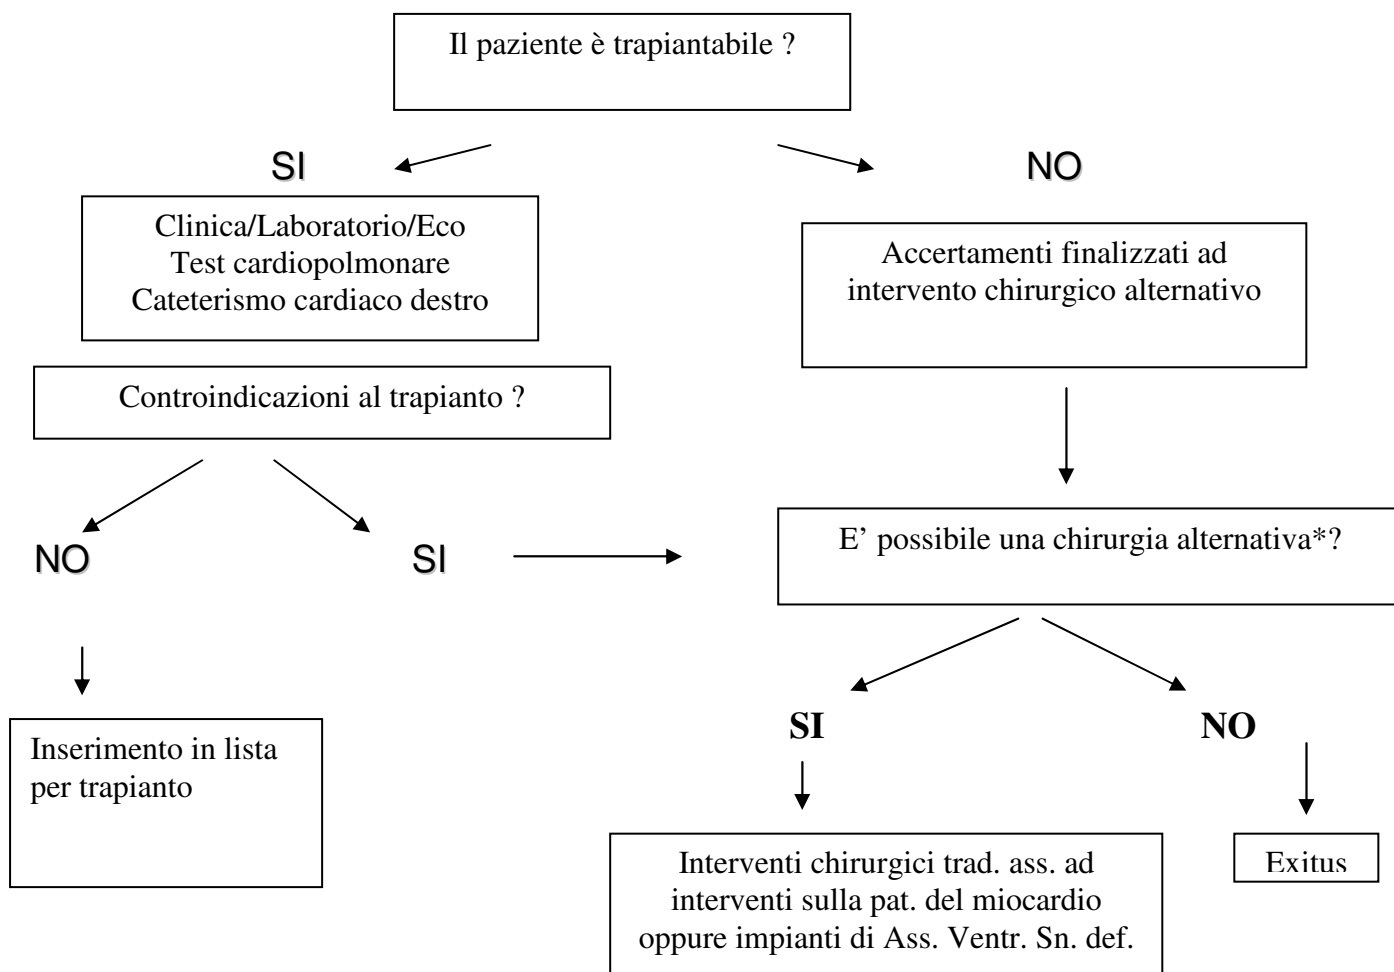 Il paziente è trapiantabile ?
SI
NO
Clinica/Laboratorio/Eco
Test cardiopolmonare
Cateterismo cardiaco destro
Accertamenti finalizzati ad
intervento chirurgico alternativo
Controindicazioni al trapianto ?
NO
SI
E’ possibile una chirurgia alternativa*?
SI
NO
Inserimento in lista
per trapianto
Interventi chirurgici trad. ass. ad
interventi sulla pat. del miocardio
oppure impianti di Ass. Ventr. Sn. def.
Exitus